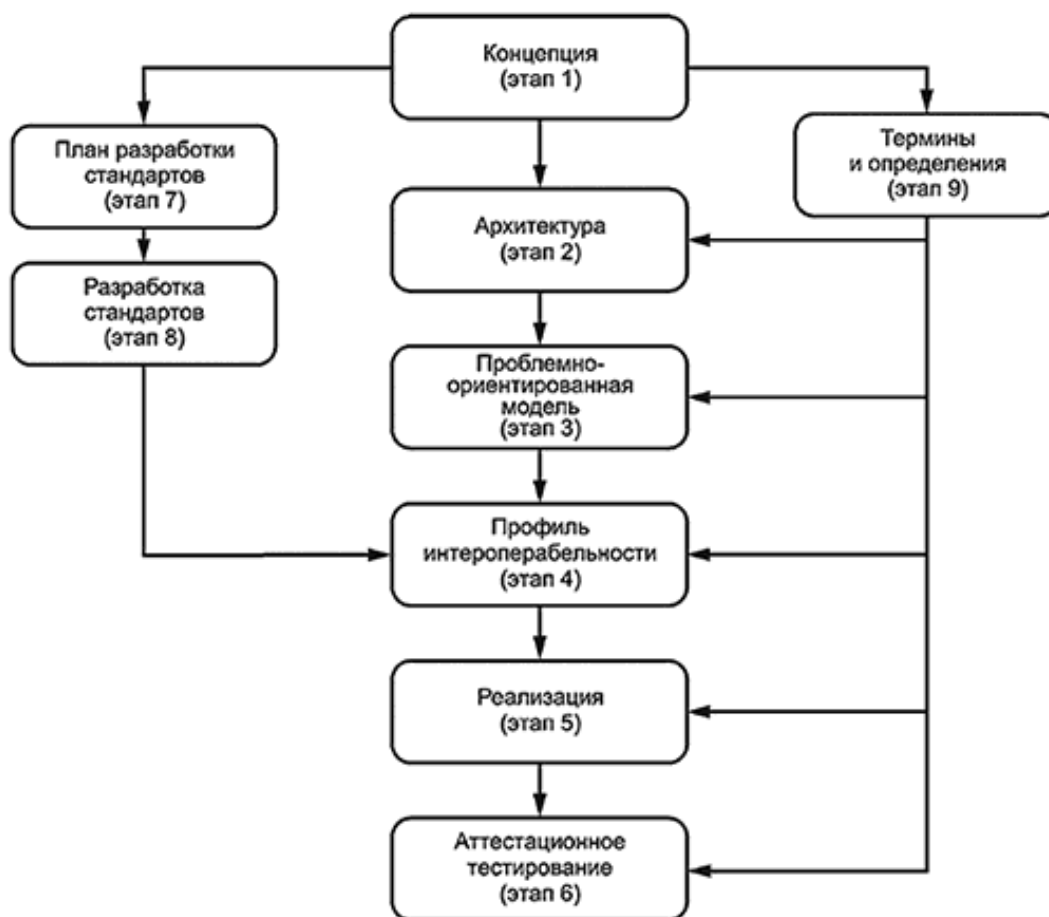 Концепция
(этап 1)
План разработки
стандартов
(этап 7)
Термины
и определения
(этап 9)
Архитектура
(этап 2)
Разработка
стандартов
(этап 8)
Проблемно-
ориентированная
модель
(этап 3)
Профиль
интероперабельности
(этап 4)
Реализация
(этап 5)
Аттестационное
тестирование
(этап 6)